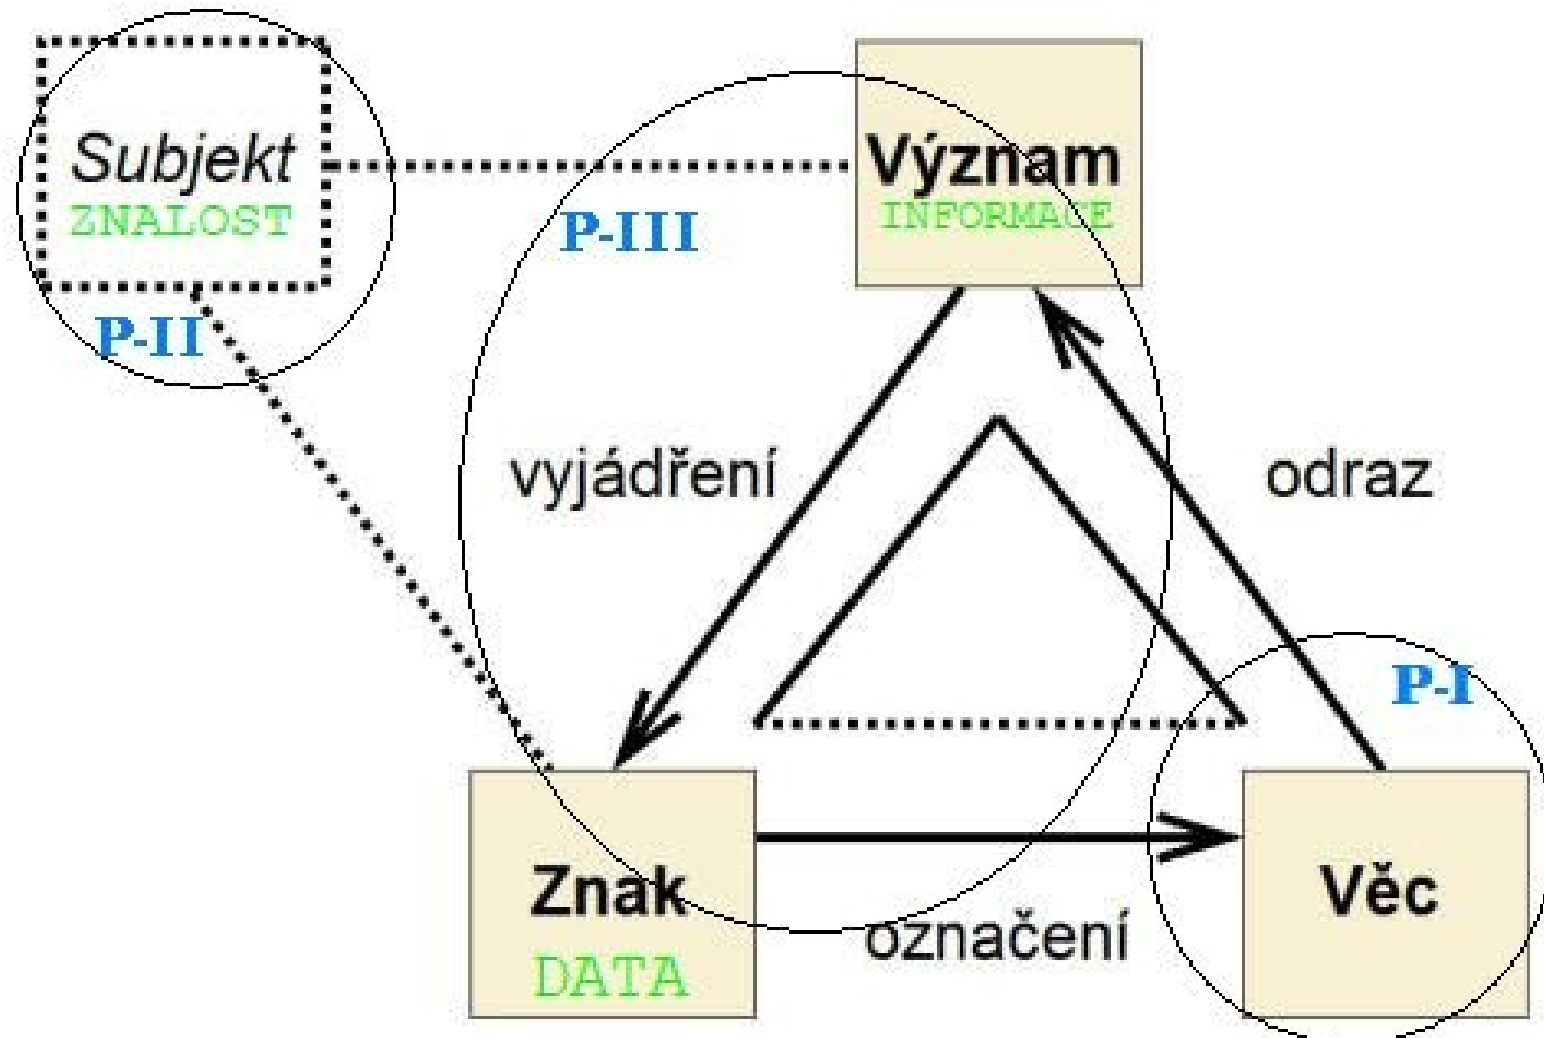 Subjekt
ZNALOST
P-II
Význam
INFORMACE
P-III
vyjádření
odraz
P-I
Znak
DATA
označení
Věc